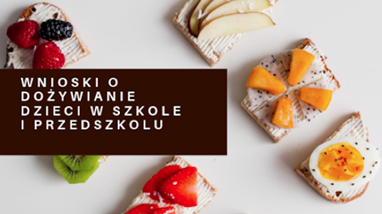 WNIOSKI O
DOŻYWIANIE
DZIECI W SZKOLE
I PRZEDSZKOLU